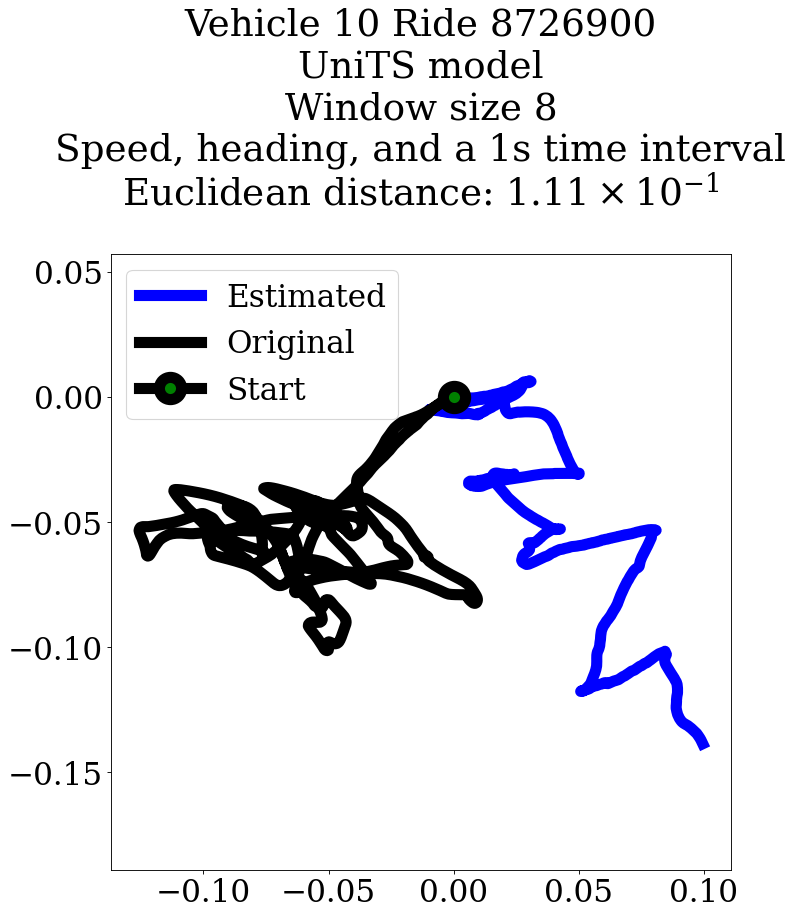 Vehicle 10 Ride 8726900
UniTS model
Window size 8
Speed, heading, and a 1s time interval
Euclidean distance: 1.11 × 10⁻¹
Estimated
Original
Start
0.05
0.00
−0.05
−0.10
−0.15
−0.10 −0.05 0.00 0.05 0.10